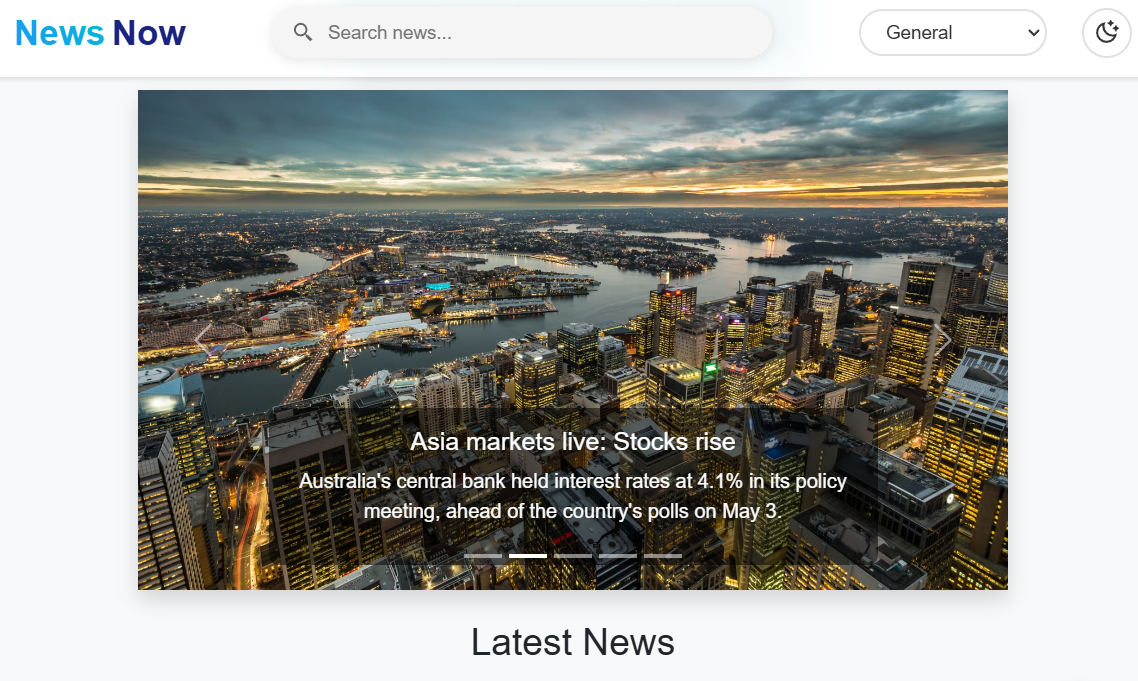 News Now
Search news...
General
Asia markets live: Stocks rise
Australia's central bank held interest rates at 4.1% in its policy
meeting, ahead of the country's polls on May 3.
Latest News